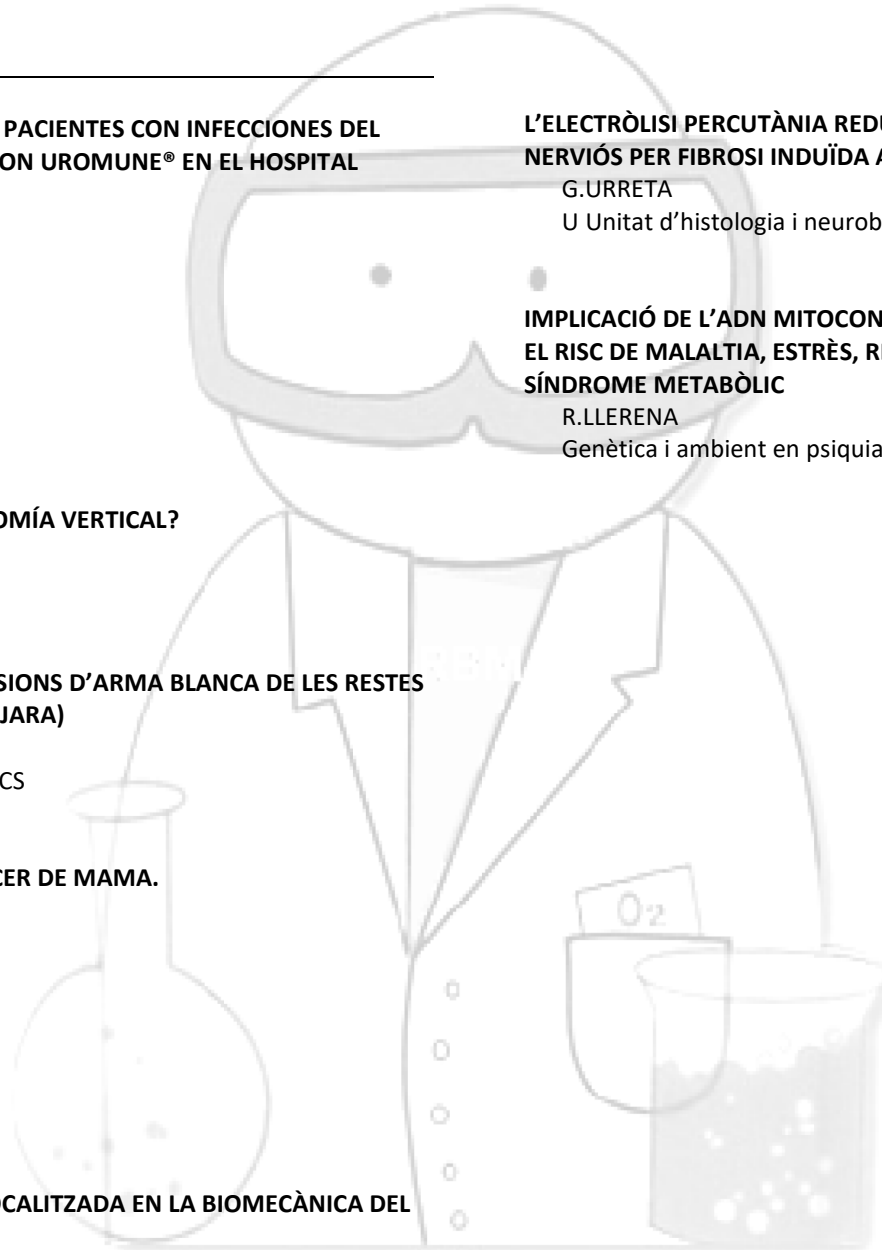 PACIENTES CON INFECCIONES DEL
ON UROMUNE® EN EL HOSPITAL
OMÍA VERTICAL?
SIONS D’ARMA BLANCA DE LES RESTES
JARA)
CS
CER DE MAMA.
OCALITZADA EN LA BIOMECÀNICA DEL
L’ELECTRÒLISI PERCUTÀNIA REDU
NERVIÓS PER FIBROSI INDUÏDA A
G.URRETA
U Unitat d’histologia i neurob
IMPLICACIÓ DE L’ADN MITOCON
EL RISC DE MALALTIA, ESTRÈS, R
SÍNDROME METABÒLIC
R.LLERENA
Genètica i ambient en psiquia
O2